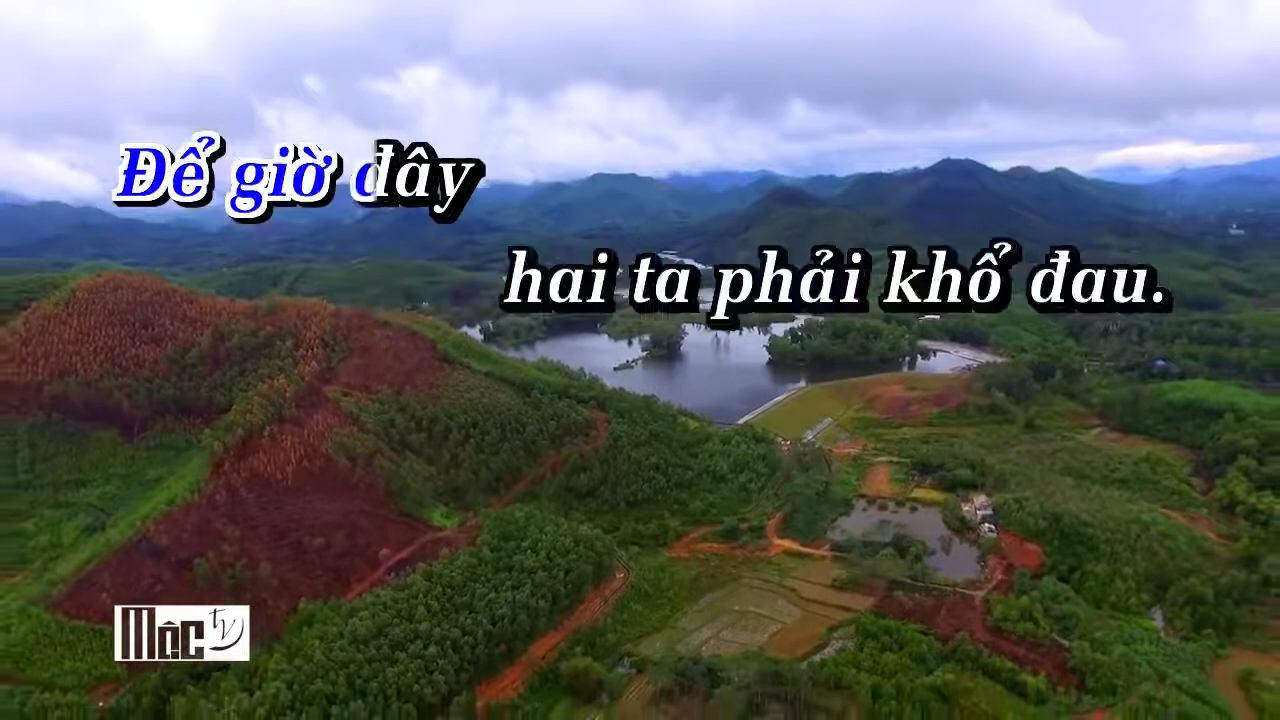 Để giờ đây
hai ta phải khổ đau.
Mộc tv